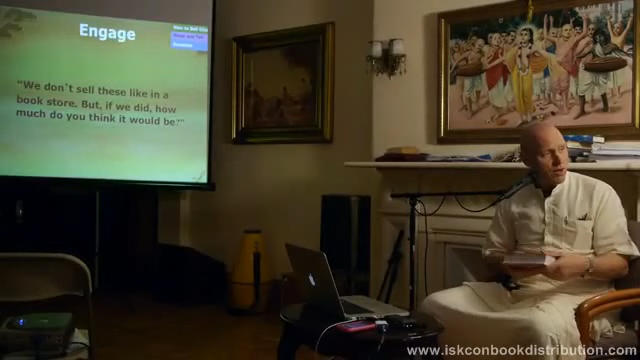 Engage
"We don't sell these like in a
book store. But, if we did, how
much do you think it would be?"
www.iskconbookdistribution.com